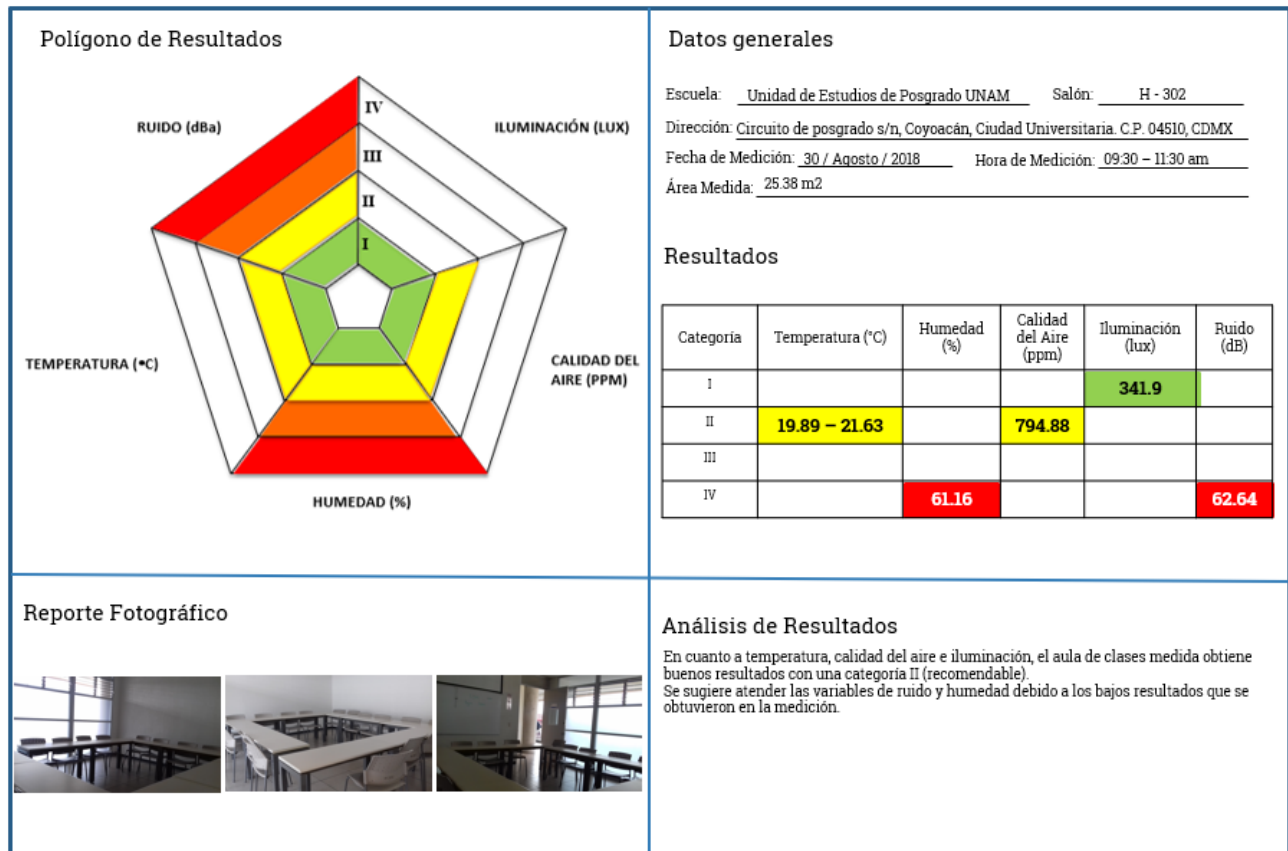 Polígono de Resultados
IV
RUIDO (dBa)
ILUMINACIÓN (LUX)
III
II
I
TEMPERATURA (•C)
CALIDAD DEL
AIRE (PPM)
HUMEDAD (%)
Datos generales
Escuela: Unidad de Estudios de Posgrado UNAM Salón: H - 302
Dirección: Circuito de posgrado s/n, Coyoacán, Ciudad Universitaria. C.P. 04510, CDMX
Fecha de Medición: 30 / Agosto / 2018 Hora de Medición: 09:30 – 11:30 am
Área Medida: 25.38 m2
Resultados
Categoría Temperatura (°C) Humedad (%) Calidad del Aire (ppm) Iluminación (lux) Ruido (dB)
I 341.9
II 19.89 – 21.63 794.88
III
IV 61.16 62.64
Reporte Fotográfico
Análisis de Resultados
En cuanto a temperatura, calidad del aire e iluminación, el aula de clases medida obtiene
buenos resultados con una categoría II (recomendable).
Se sugiere atender las variables de ruido y humedad debido a los bajos resultados que se
obtuvieron en la medición.